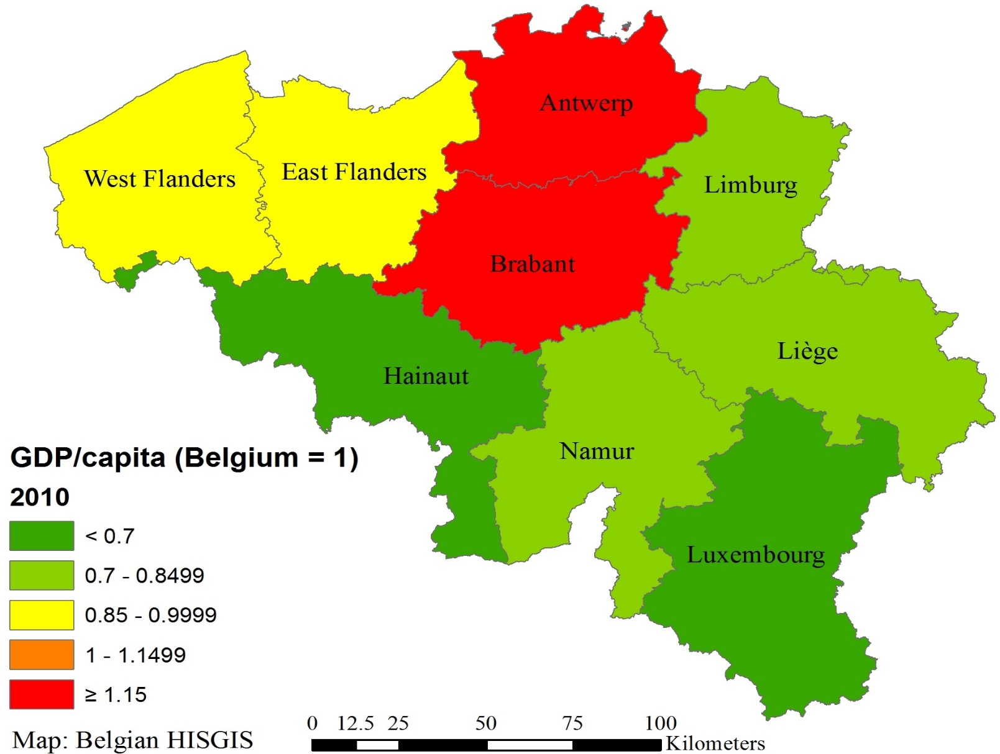 Antwerp
West Flanders
East Flanders
Limburg
Brabant
Liège
Hainaut
Namur
Luxembourg
GDP/capita (Belgium = 1)
2010
< 0.7
0.7 - 0.8499
0.85 - 0.9999
1 - 1.1499
≥ 1.15
Map: Belgian HISGIS
0 12.5 25 50 75 100
Kilometers